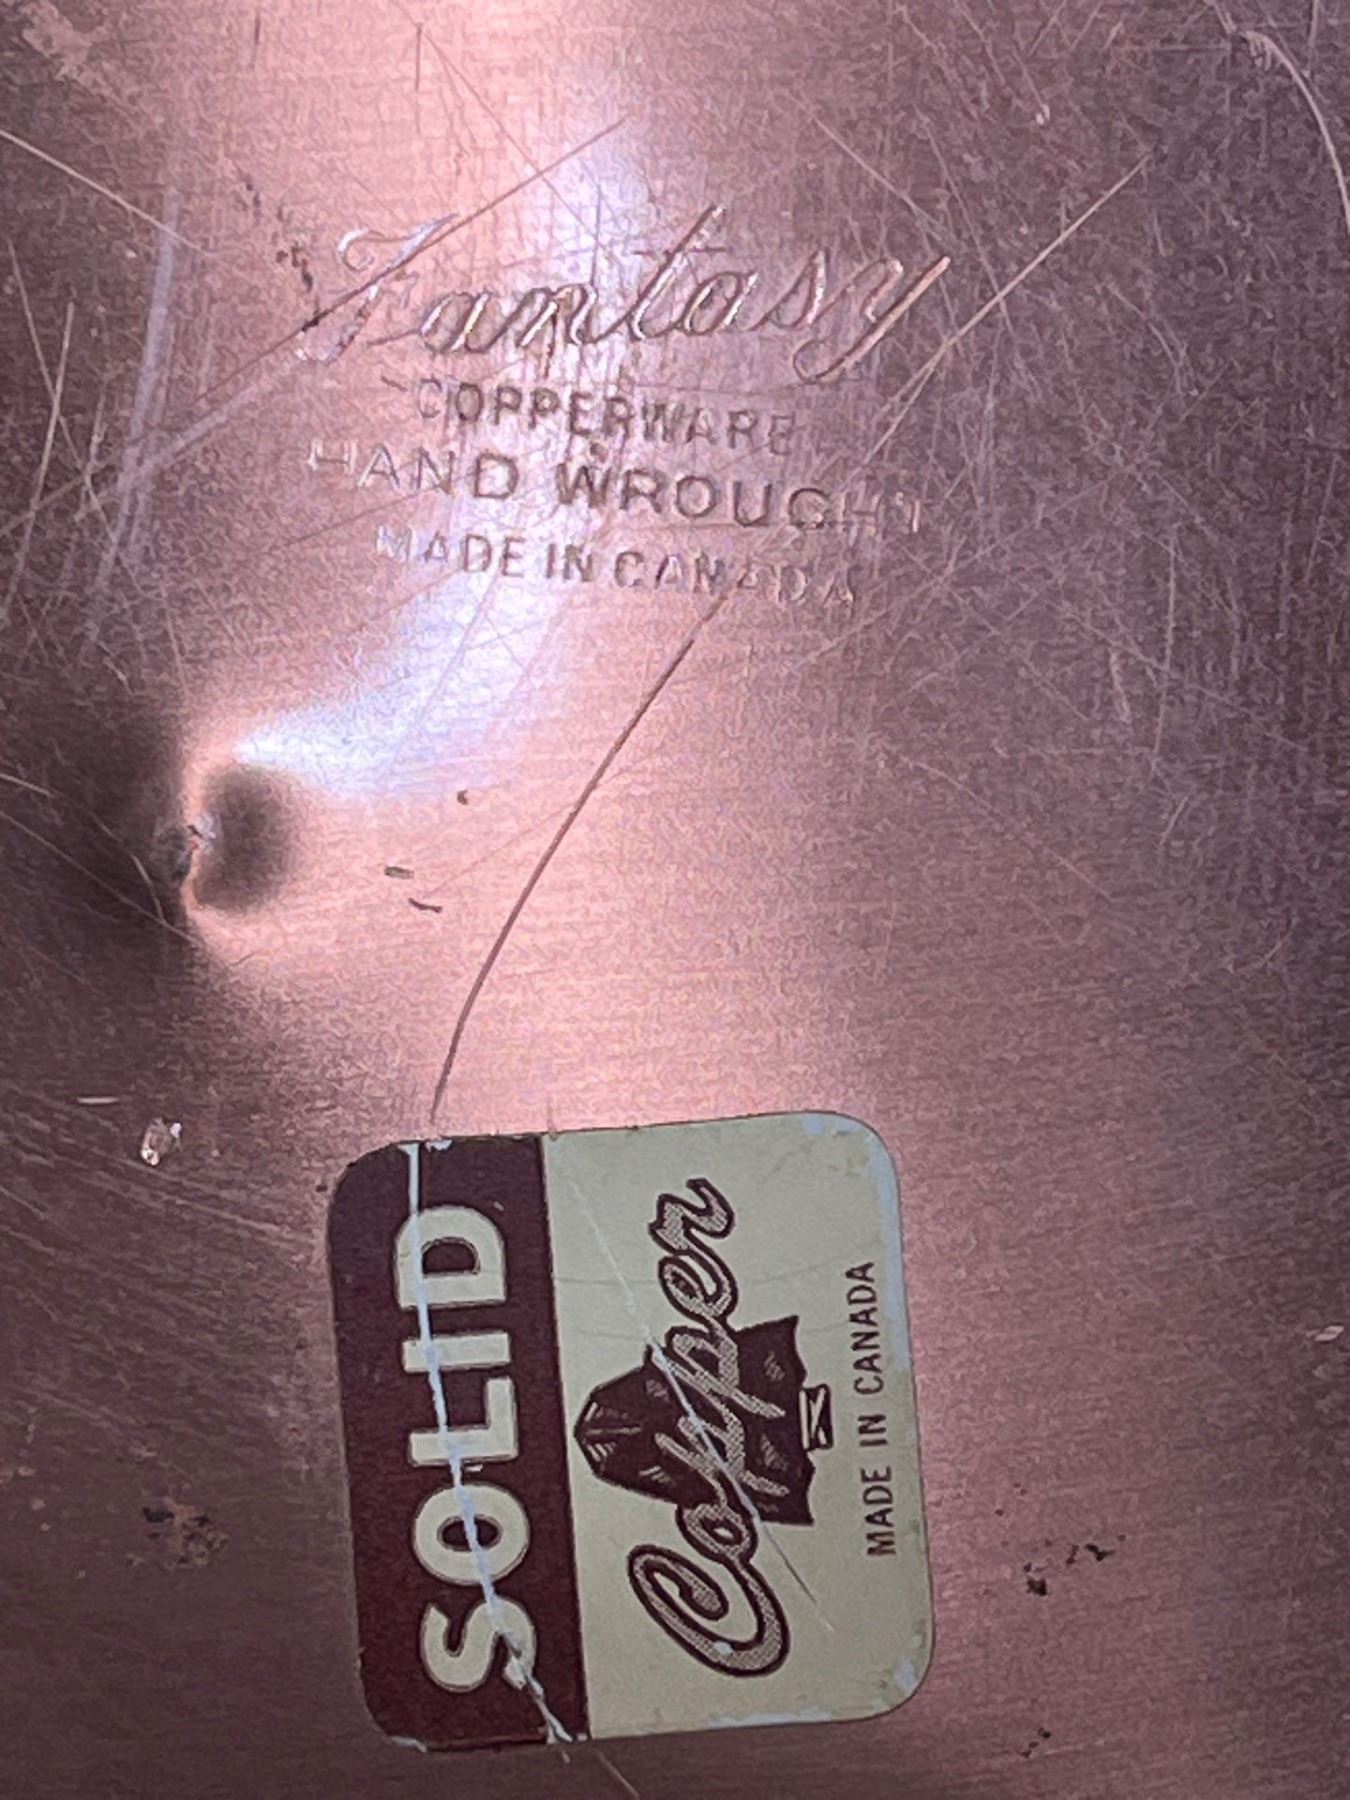 Fantasy
COPPERWARE
HAND WROUGHT
MADE IN CANADA
SOLID
Copper
MADE IN CANADA